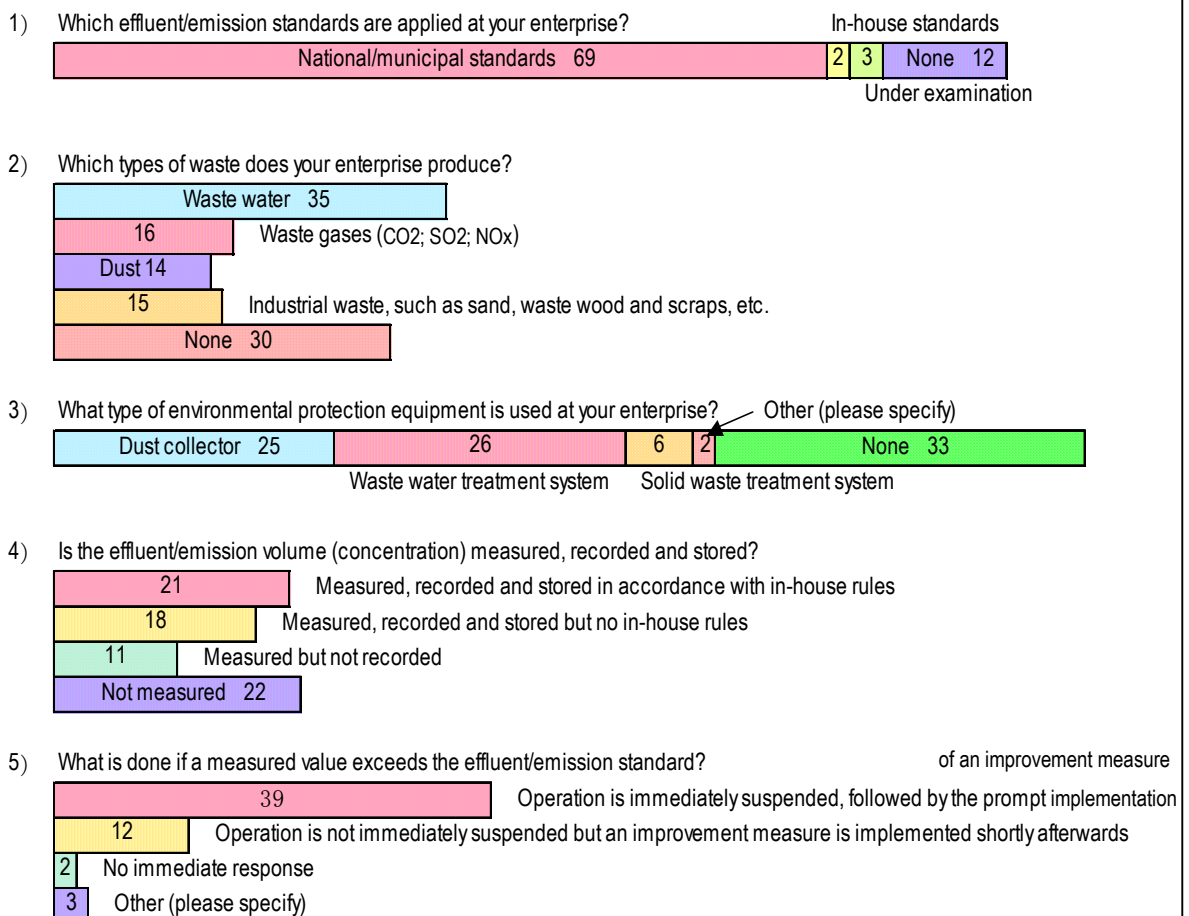 1) Which effluent/emission standards are applied at your enterprise? In-house standards
National/municipal standards 69 2 3 None 12
Under examination
2) Which types of waste does your enterprise produce?
Waste water 35
16 Waste gases (CO2; SO2; NOx)
Dust 14
15 Industrial waste, such as sand, waste wood and scraps, etc.
None 30
3) What type of environmental protection equipment is used at your enterprise? Other (please specify)
Dust collector 25 26 6 2 None 33
Waste water treatment system Solid waste treatment system
4) Is the effluent/emission volume (concentration) measured, recorded and stored?
21 Measured, recorded and stored in accordance with in-house rules
18 Measured, recorded and stored but no in-house rules
11 Measured but not recorded
Not measured 22
5) What is done if a measured value exceeds the effluent/emission standard? of an improvement measure
39 Operation is immediately suspended, followed by the prompt implementation
12 Operation is not immediately suspended but an improvement measure is implemented shortly afterwards
2 No immediate response
3 Other (please specify)